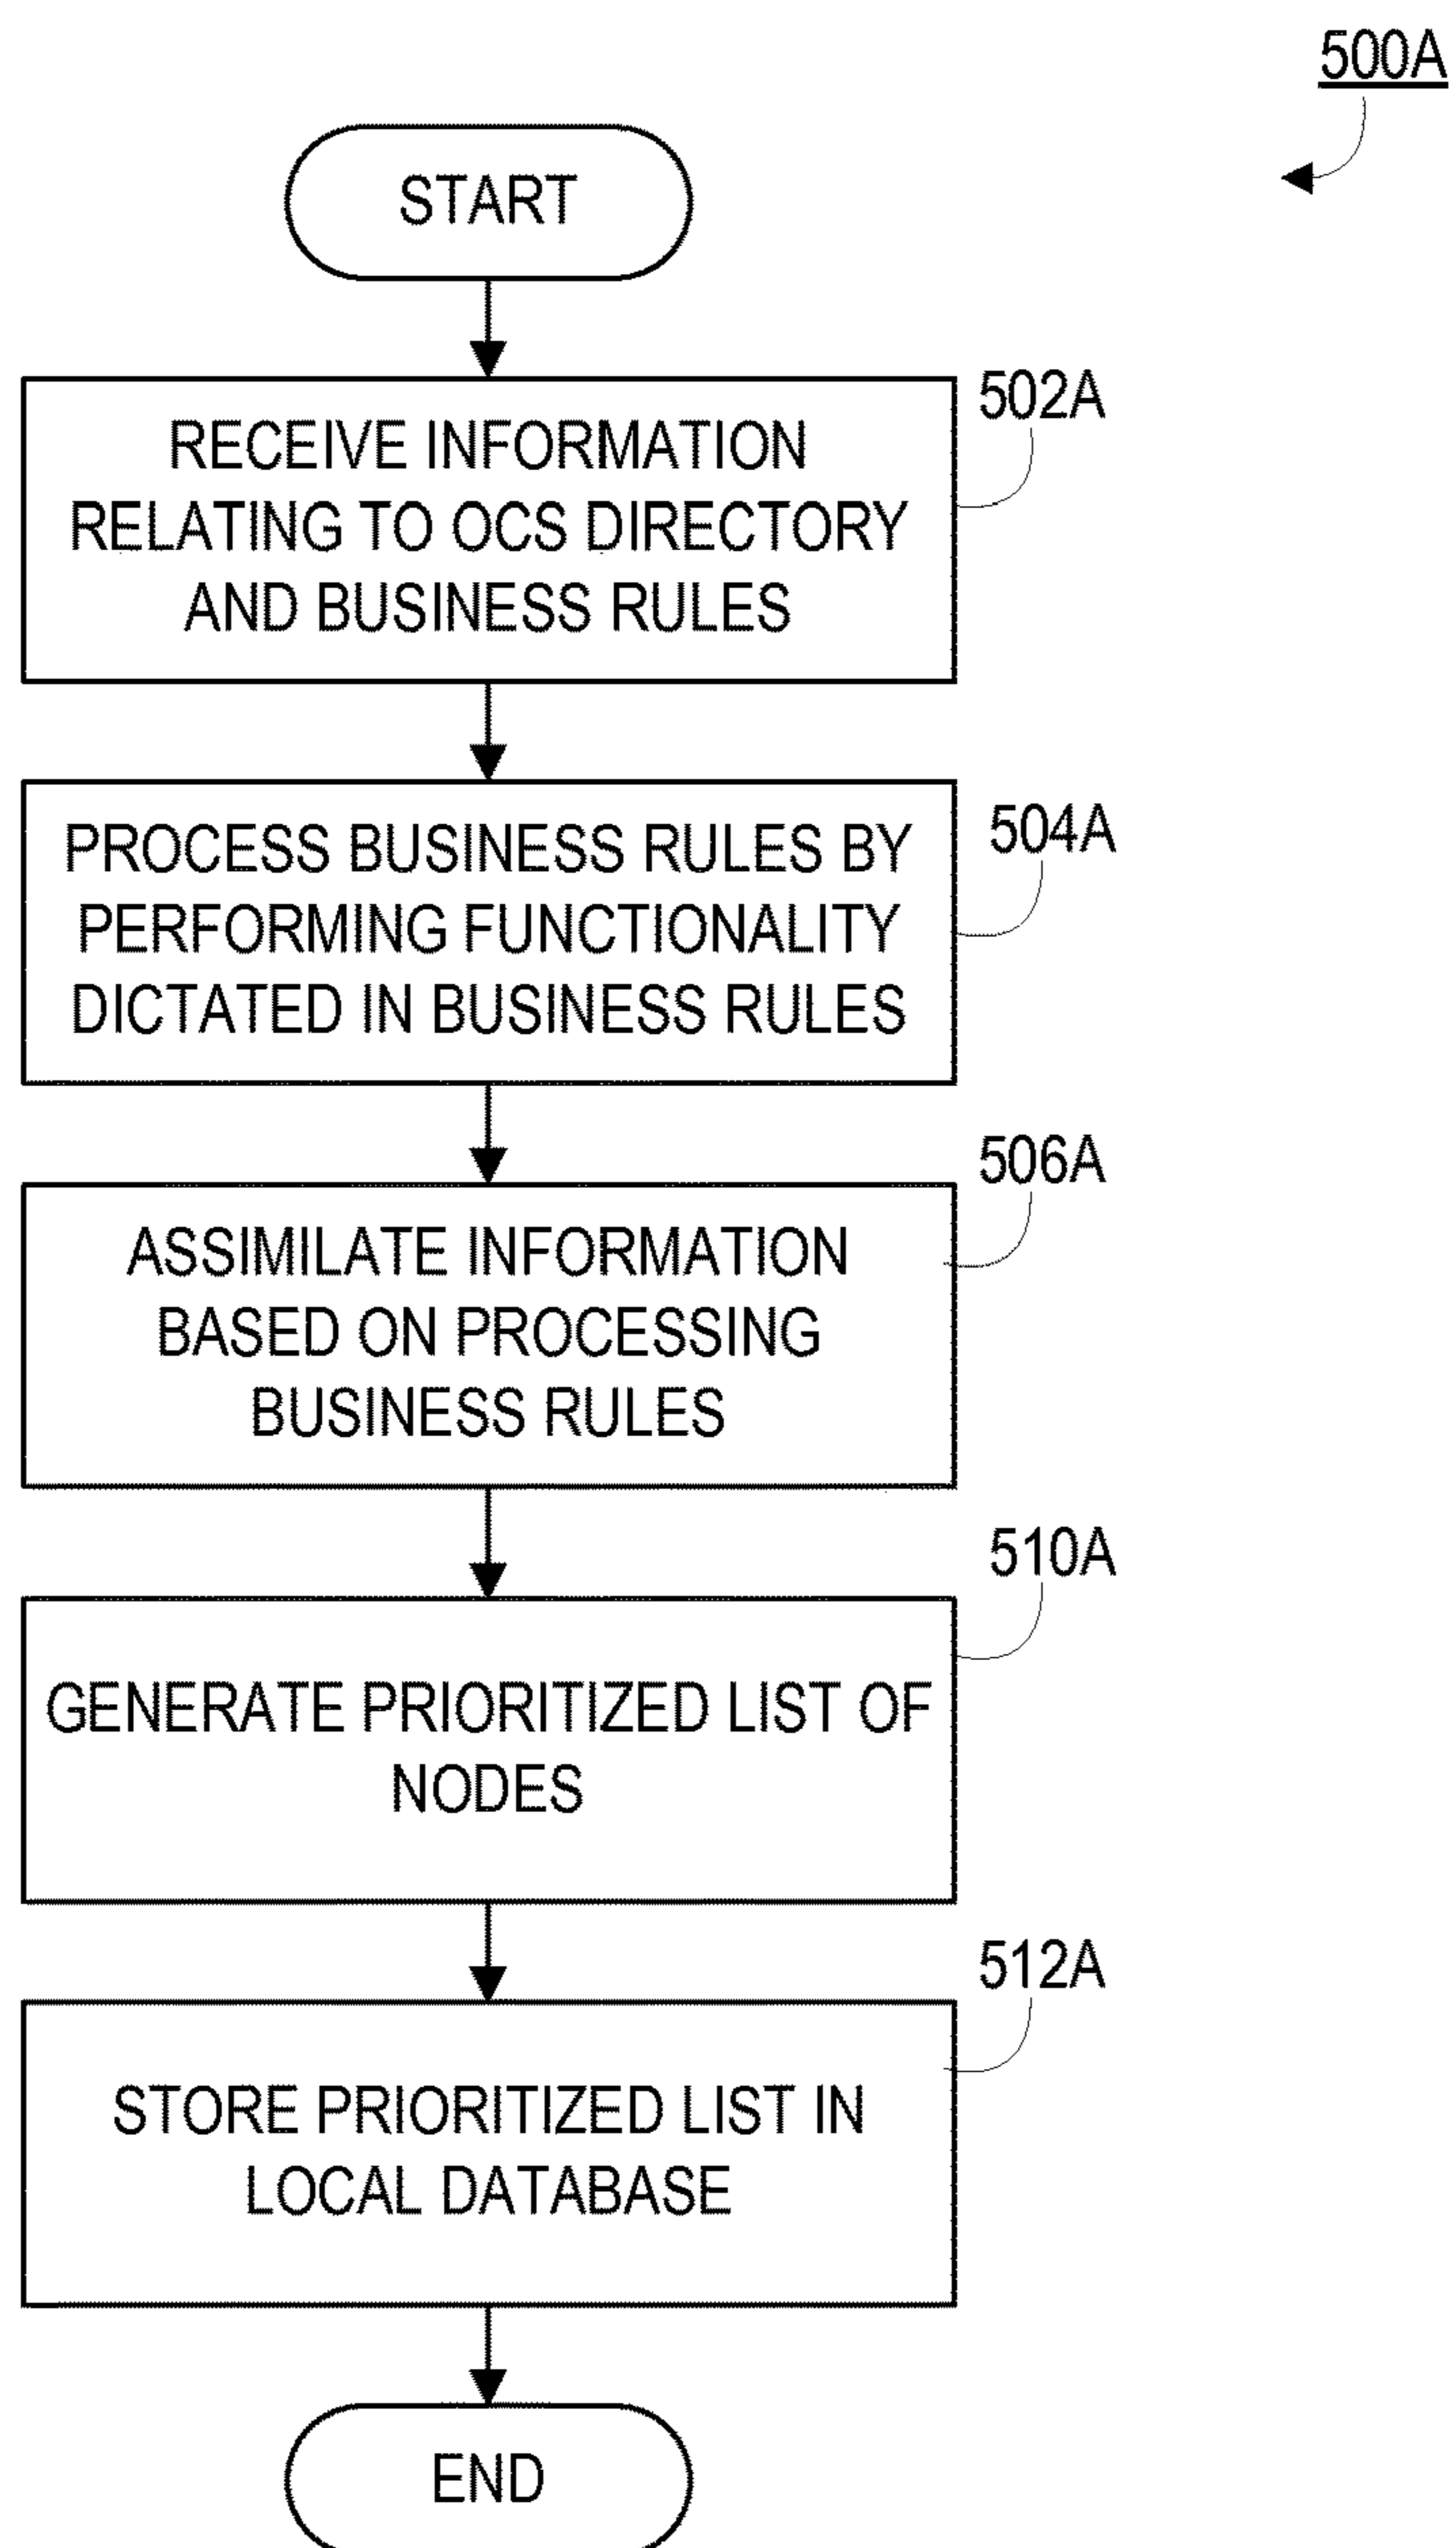 500A
START
502A
RECEIVE INFORMATION
RELATING TO OCS DIRECTORY
AND BUSINESS RULES
504A
PROCESS BUSINESS RULES BY
PERFORMING FUNCTIONALITY
DICTATED IN BUSINESS RULES
506A
ASSIMILATE INFORMATION
BASED ON PROCESSING
BUSINESS RULES
510A
GENERATE PRIORITIZED LIST OF
NODES
512A
STORE PRIORITIZED LIST IN
LOCAL DATABASE
END